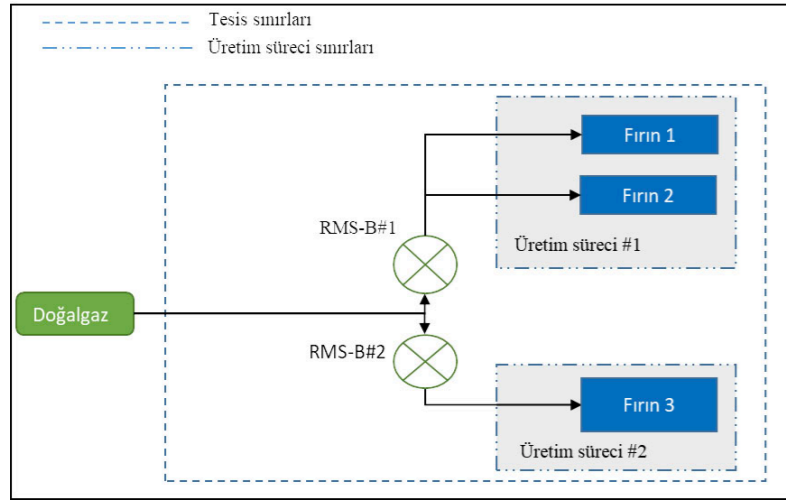 Tesis sınırları
Üretim süreci sınırları
Fırın 1
Fırın 2
RMS-B#1
Üretim süreci #1
Doğalgaz
RMS-B#2
Fırın 3
Üretim süreci #2